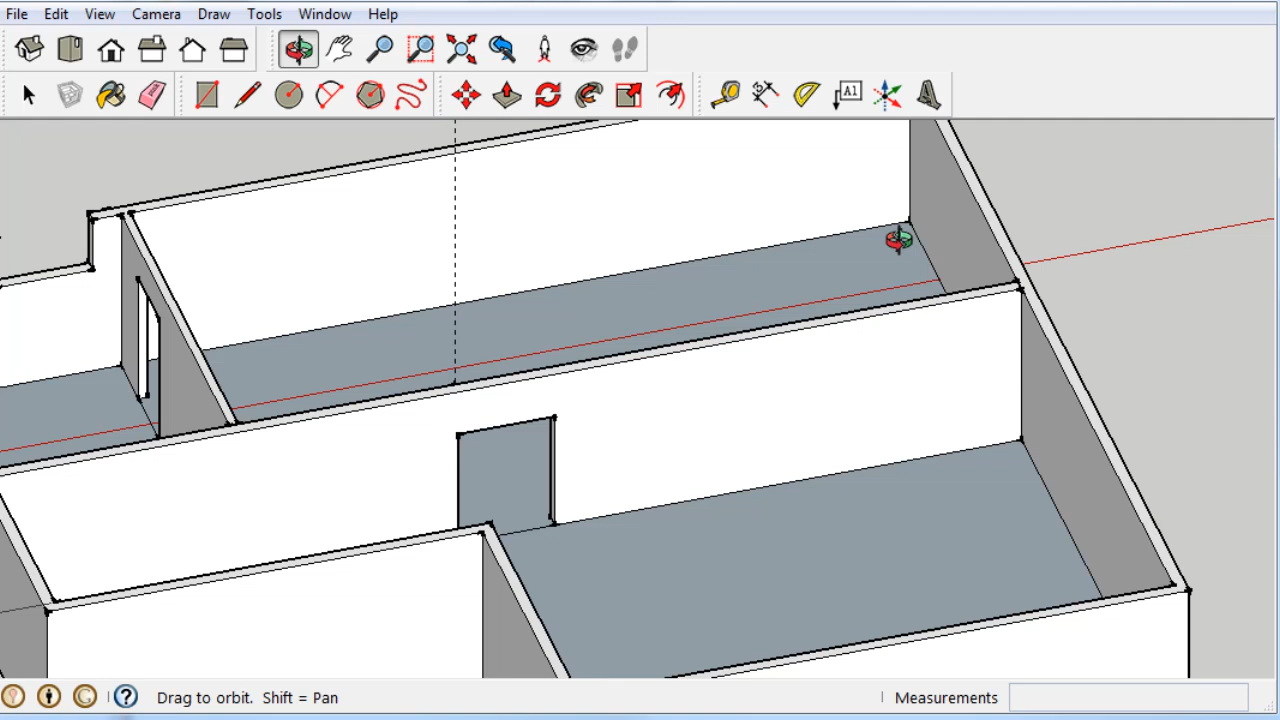 File Edit View Camera Draw Tools Window Help
A1
Drag to orbit. Shift = Pan Measurements